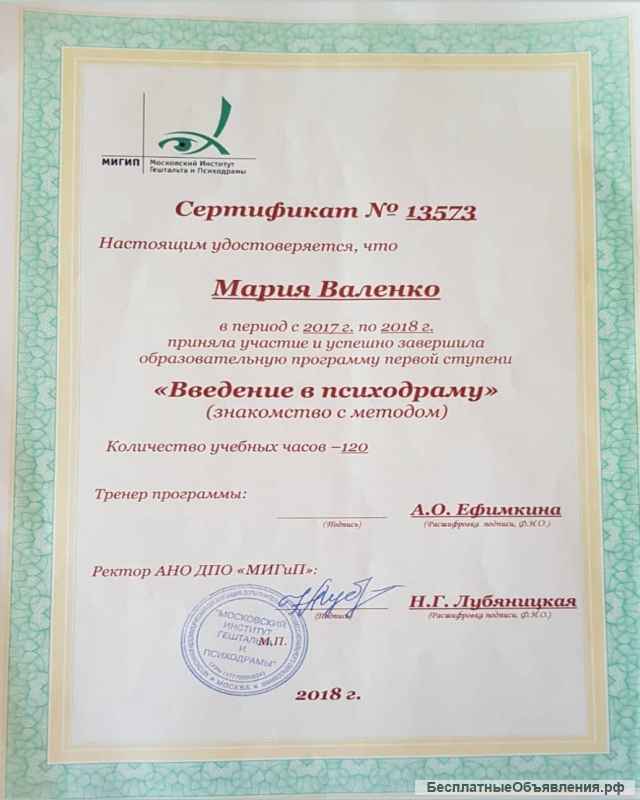 МИГИП
Московский Институт
Гештальта и Психодрамы
Сертификат № 13573
Настоящим удостоверяется, что
Мария Валенко
в период с 2017 г. по 2018 г.
приняла участие и успешно завершила
образовательную программу первой ступени
«Введение в психодраму»
(знакомство с методом)
Количество учебных часов –120
Тренер программы:
А.О. Ефимкина
(Подпись)
(Расшифровка подписи, Ф.И.О.)
Ректор АНО ДПО «МИГиП»:
Н.Г. Лубяницкая
(Подпись)
(Расшифровка подписи, Ф.И.О.)
"МОСКОВСКИЙ
ИНСТИТУТ
ГЕШТАЛЬТА
И
ПСИХОДРАМЫ"
М.П.
МОСКВА
2018 г.
БесплатныеОбъявления.рф